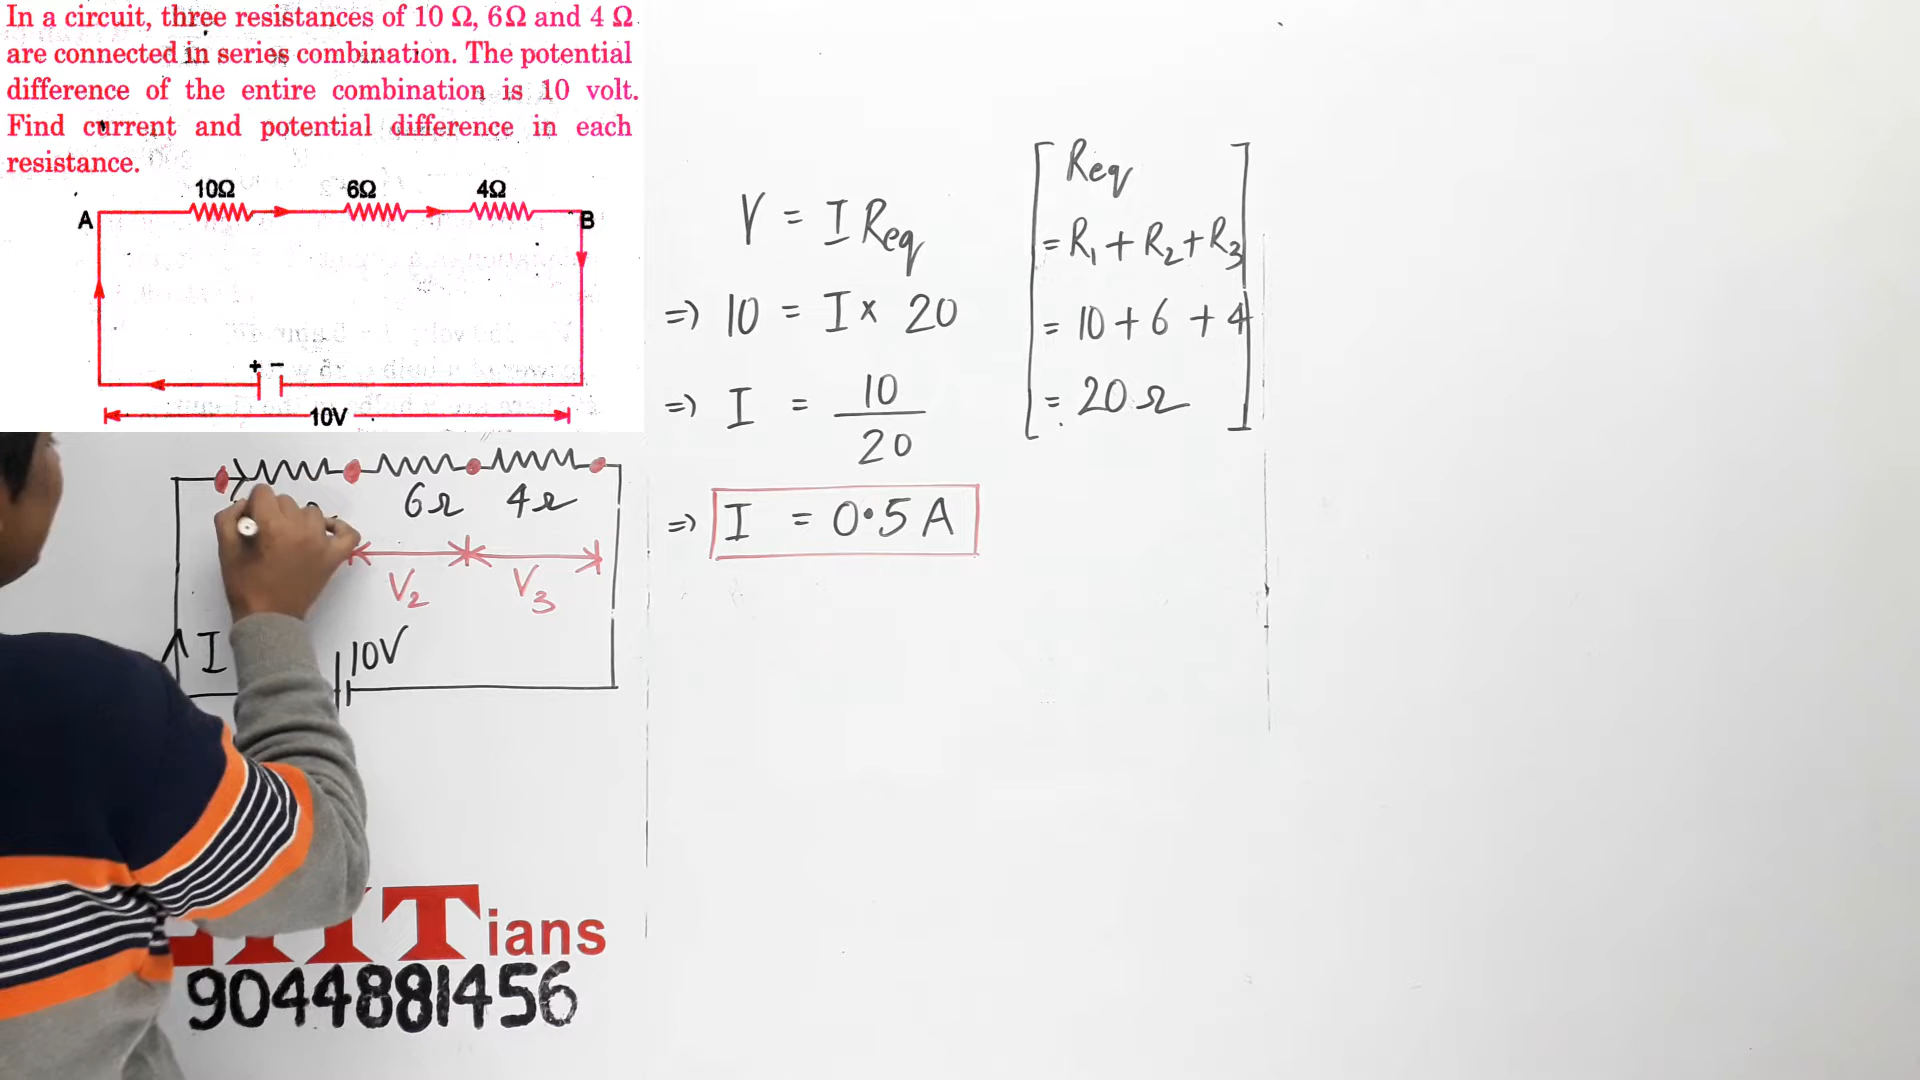 In a circuit, three resistances of 10 Ω, 6Ω and 4 Ω
are connected in series combination. The potential
difference of the entire combination is 10 volt.
Find current and potential difference in each
resistance.
10Ω 6Ω 4Ω
A B
+ −
10V
6Ω 4Ω
V₂ V₃
I 10V
V = I Req
⇒ 10 = I × 20
⇒ I = 10/20
⇒ I = 0.5 A
Req
= R₁ + R₂ + R₃
= 10 + 6 + 4
= 20 Ω
ians
9044881456